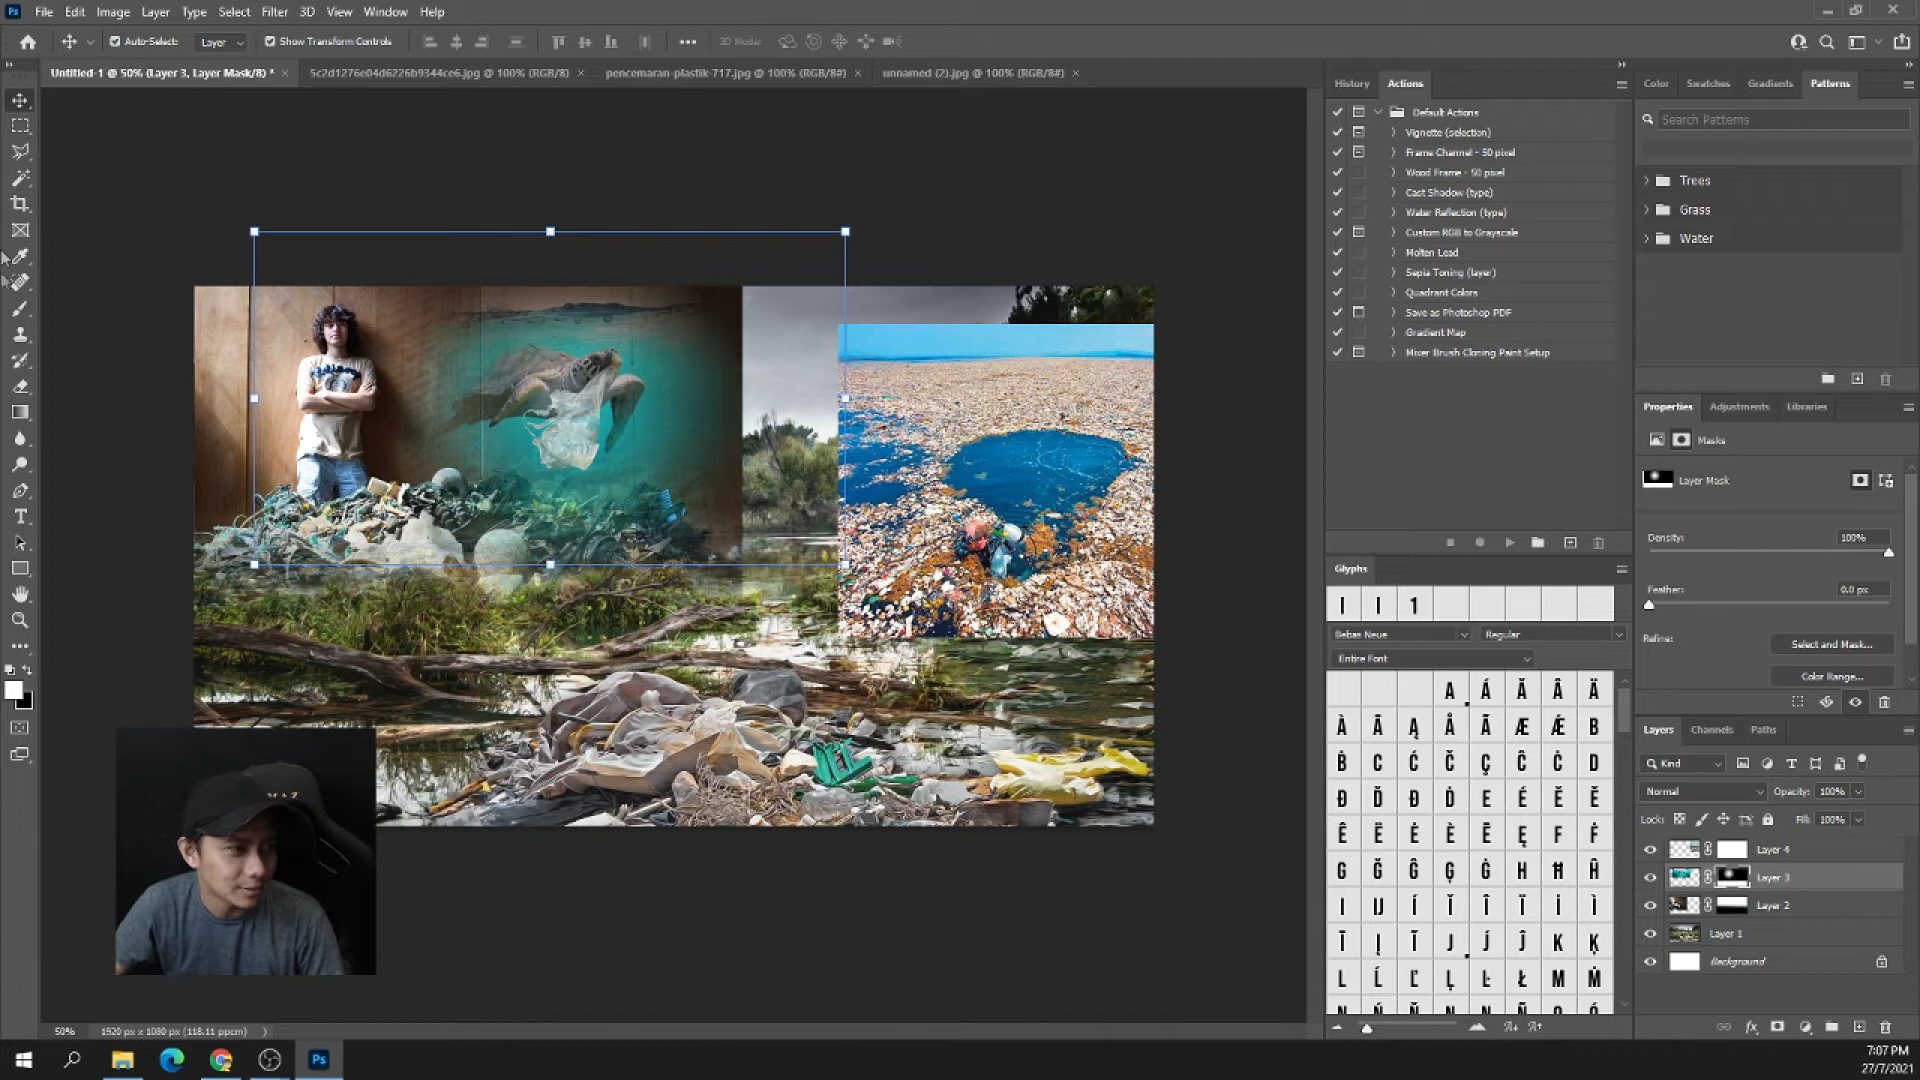 Ps File Edit Image Layer Type Select Filter 3D View Window Help
Auto-Select: Layer Show Transform Controls 3D Mode:
Untitled-1 @ 50% (Layer 3, Layer Mask/8) * × 5c2d1276e04d6226b9344ce6.jpg @ 100% (RGB/8) × pencemaran-plastik-717.jpg @ 100% (RGB/8#) × unnamed (2).jpg @ 100% (RGB/8#) ×
History Actions
Default Actions
Vignette (selection)
Frame Channel - 50 pixel
Wood Frame - 50 pixel
Cast Shadow (type)
Water Reflection (type)
Custom RGB to Grayscale
Molten Lead
Sepia Toning (layer)
Quadrant Colors
Save as Photoshop PDF
Gradient Map
Mixer Brush Cloning Paint Setup
Color Swatches Gradients Patterns
Search Patterns
Trees
Grass
Water
Properties Adjustments Libraries
Masks
Layer Mask
Density: 100%
Feather: 0.0 px
Refine: Select and Mask...
Color Range...
Glyphs
Bebas Neue Regular
Entire Font
A Á Ă Â Ä
À Ā Ą Å Ã Æ Ǽ B
C Ć Č Ç Ĉ Ċ D
E É Ě
Ê Ë Ė È Ē Ę F
G Ğ Ĝ Ģ Ġ H Ħ Ĥ
Layers Channels Paths
Kind
Normal Opacity: 100%
Lock: Fill: 100%
Layer 4
Layer 3
Layer 2
Layer 1
Background
50% 1920 px x 1080 px (118.11 ppcm)
Ps
7:07 PM
27/7/2021